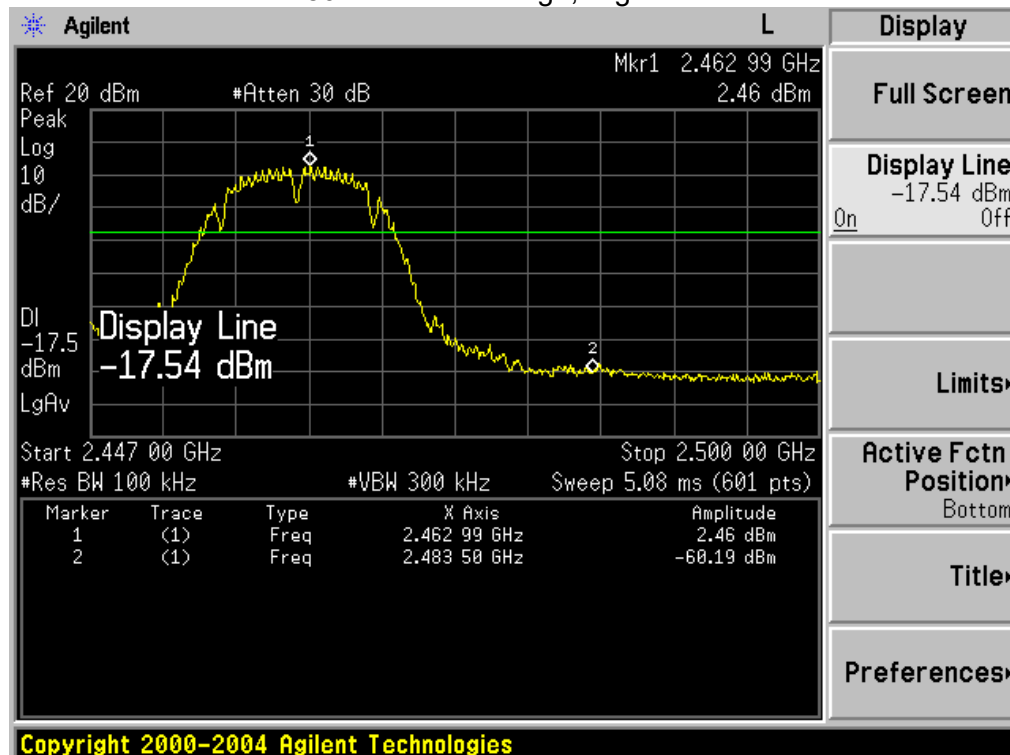 Agilent L Display
Mkr1 2.462 99 GHz
Ref 20 dBm #Atten 30 dB 2.46 dBm
Peak
Log
10
dB/
1
2
DI
-17.5
dBm
LgAv
Display Line
-17.54 dBm
Start 2.447 00 GHz Stop 2.500 00 GHz
#Res BW 100 kHz #VBW 300 kHz Sweep 5.08 ms (601 pts)
Marker Trace Type X Axis Amplitude
1 (1) Freq 2.462 99 GHz 2.46 dBm
2 (1) Freq 2.483 50 GHz -60.19 dBm
Full Screen
Display Line
-17.54 dBm
On Off
Limits
Active Fctn
Position
Bottom
Title
Preferences
Copyright 2000-2004 Agilent Technologies